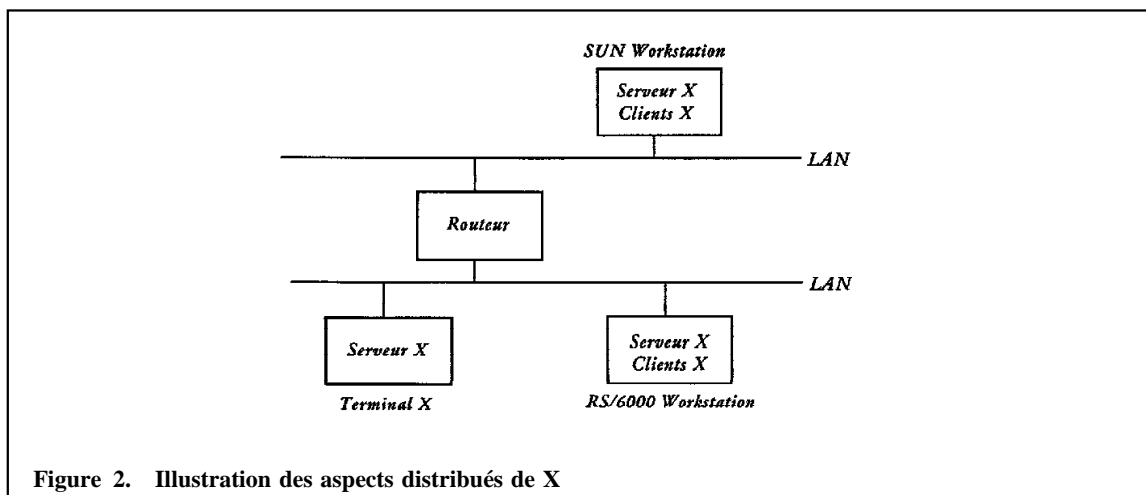 SUN Workstation
Serveur X
Clients X
LAN
Routeur
LAN
Serveur X
Terminal X
Serveur X
Clients X
RS/6000 Workstation
Figure 2. Illustration des aspects distribués de X